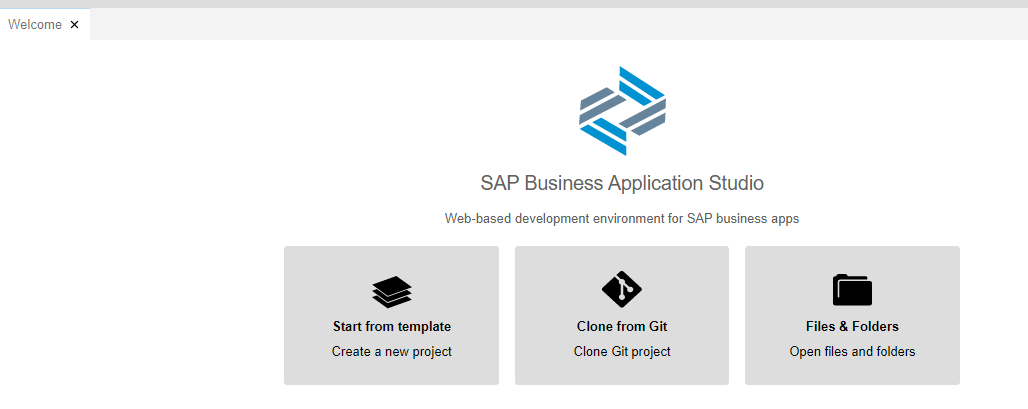 Welcome ×
SAP Business Application Studio
Web-based development environment for SAP business apps
Start from template
Create a new project
Clone from Git
Clone Git project
Files & Folders
Open files and folders